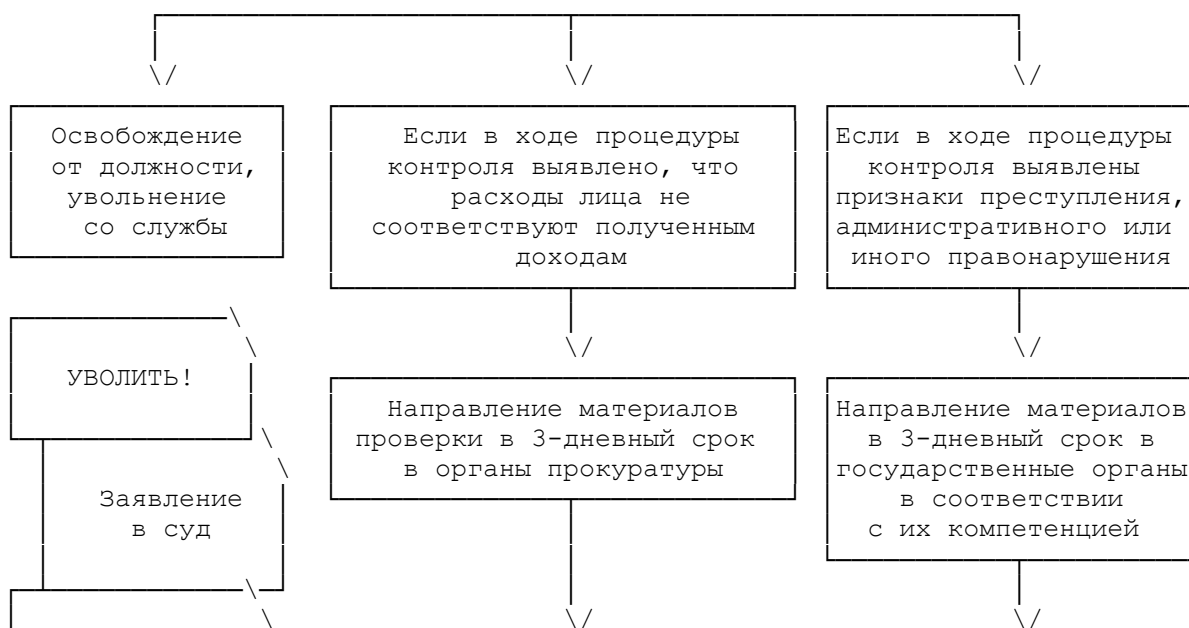 Освобождение
от должности,
увольнение
со службы
Если в ходе процедуры
контроля выявлено, что
расходы лица не
соответствуют полученным
доходам
Если в ходе процедуры
контроля выявлены
признаки преступления,
административного или
иного правонарушения
УВОЛИТЬ!
Заявление
в суд
Направление материалов
проверки в 3-дневный срок
в органы прокуратуры
Направление материалов
в 3-дневный срок в
государственные органы
в соответствии
с их компетенцией